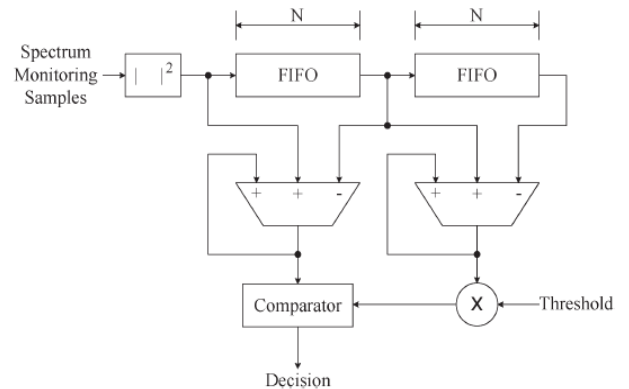 N
N
Spectrum
Monitoring
Samples
| |²
FIFO
FIFO
+ + -
+ + -
Comparator
X
Threshold
Decision